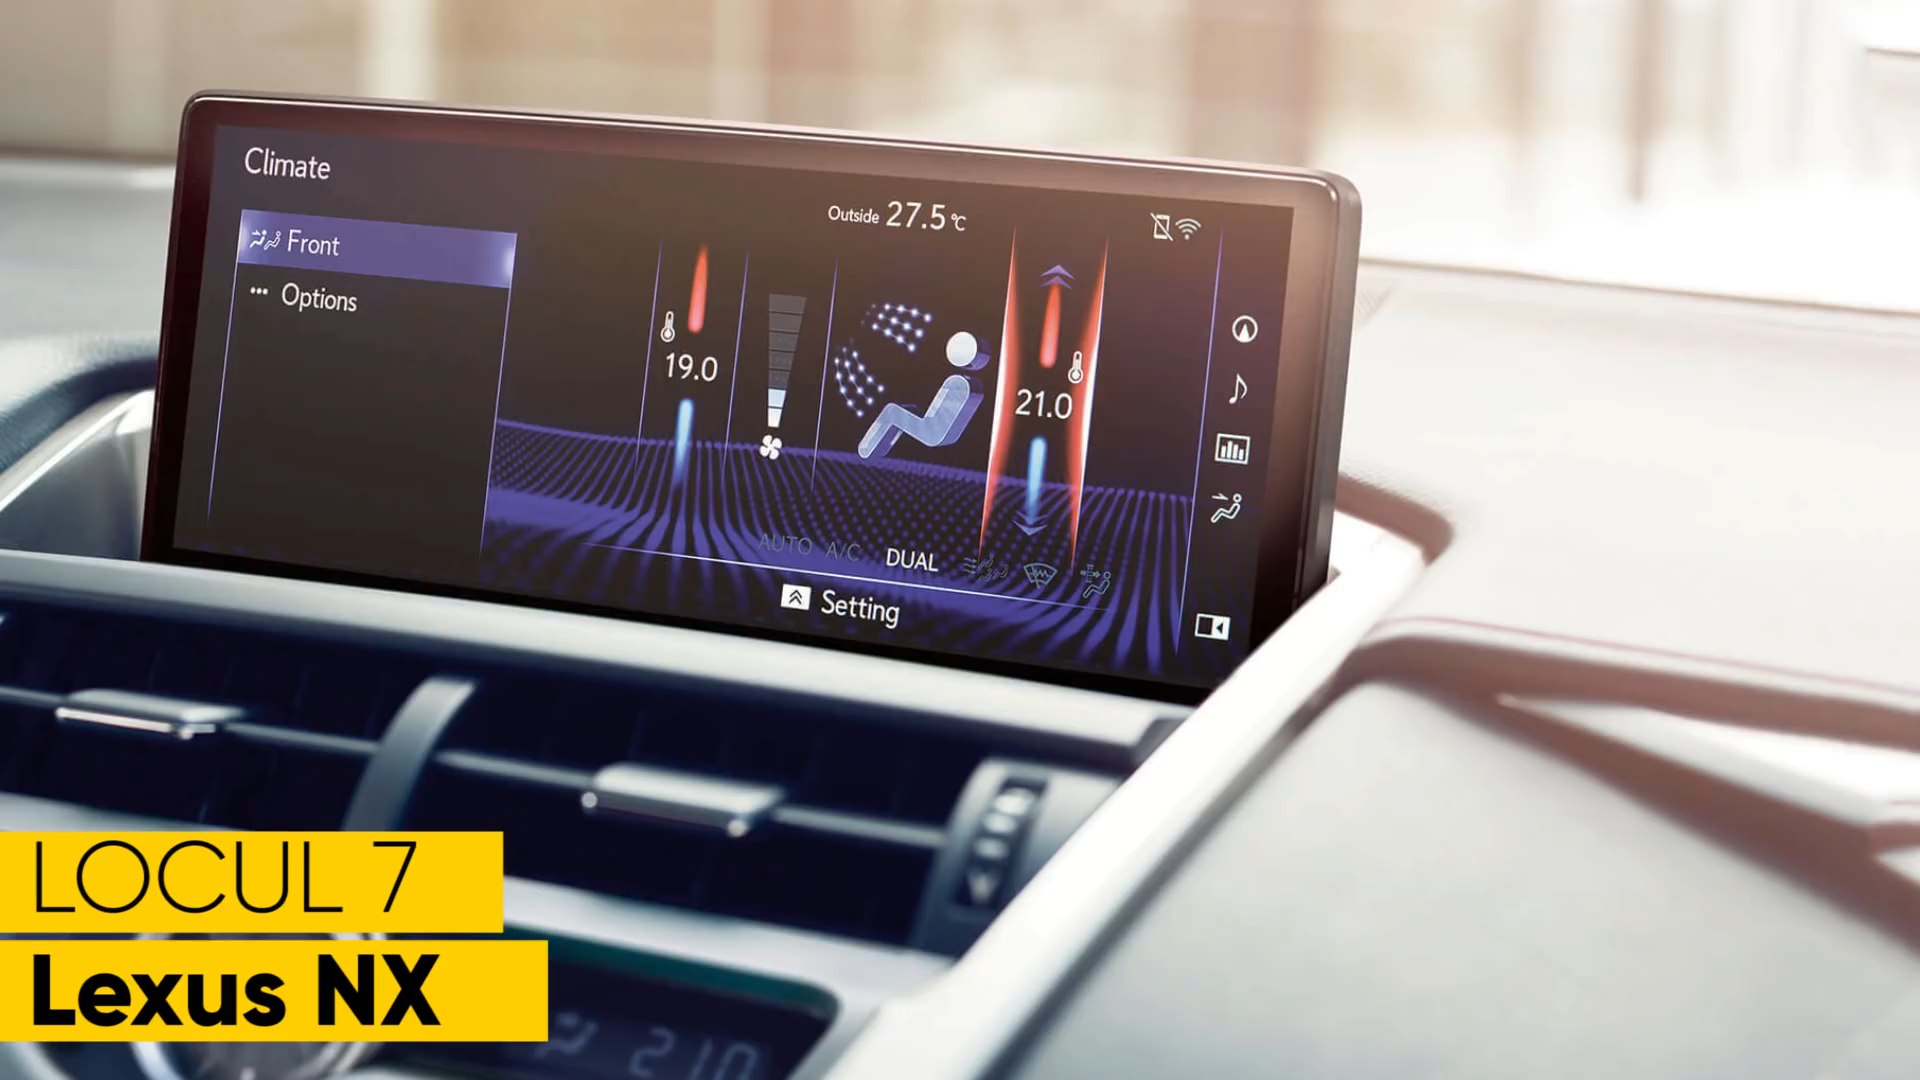 Climate
Outside 27.5 °C
Front
Options
19.0
21.0
AUTO A/C DUAL
Setting
LOCUL 7
Lexus NX